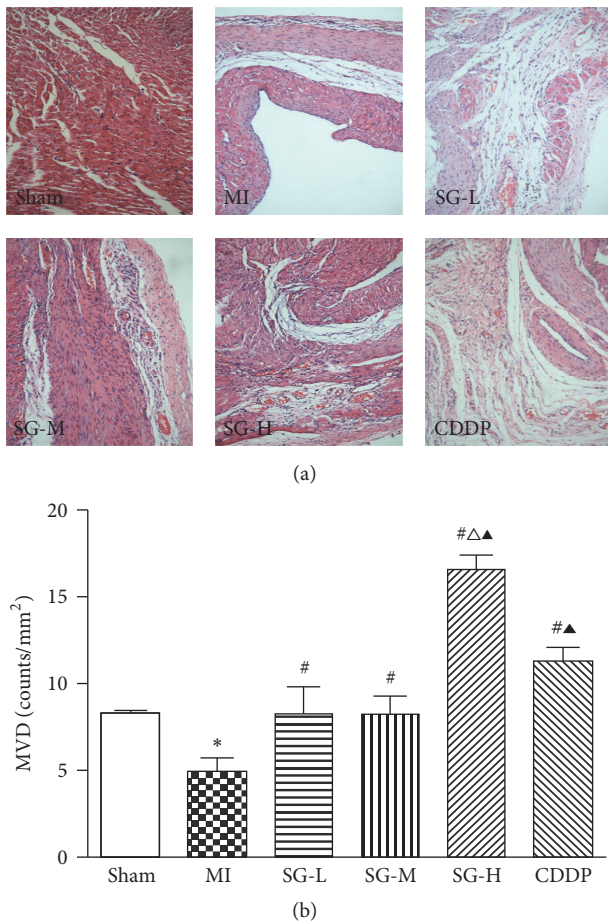 Sham
MI
SG-L
SG-M
SG-H
CDDP
(a)
MVD (counts/mm²)
20
15
10
5
0
*
#
#
#△▲
#▲
Sham
MI
SG-L
SG-M
SG-H
CDDP
(b)